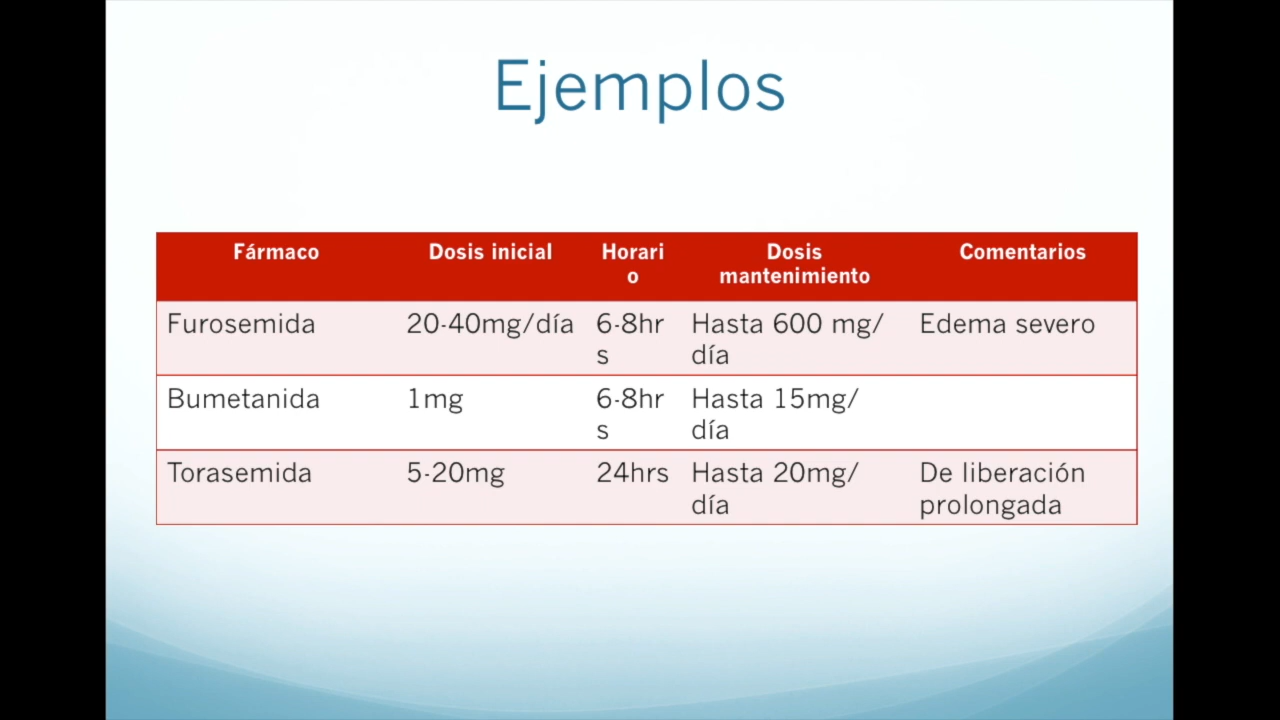 Ejemplos
Fármaco Dosis inicial Horari Dosis Comentarios
o mantenimiento
Furosemida 20-40mg/día 6-8hr Hasta 600 mg/ Edema severo
s día
Bumetanida 1mg 6-8hr Hasta 15mg/
s día
Torasemida 5-20mg 24hrs Hasta 20mg/ De liberación
día prolongada